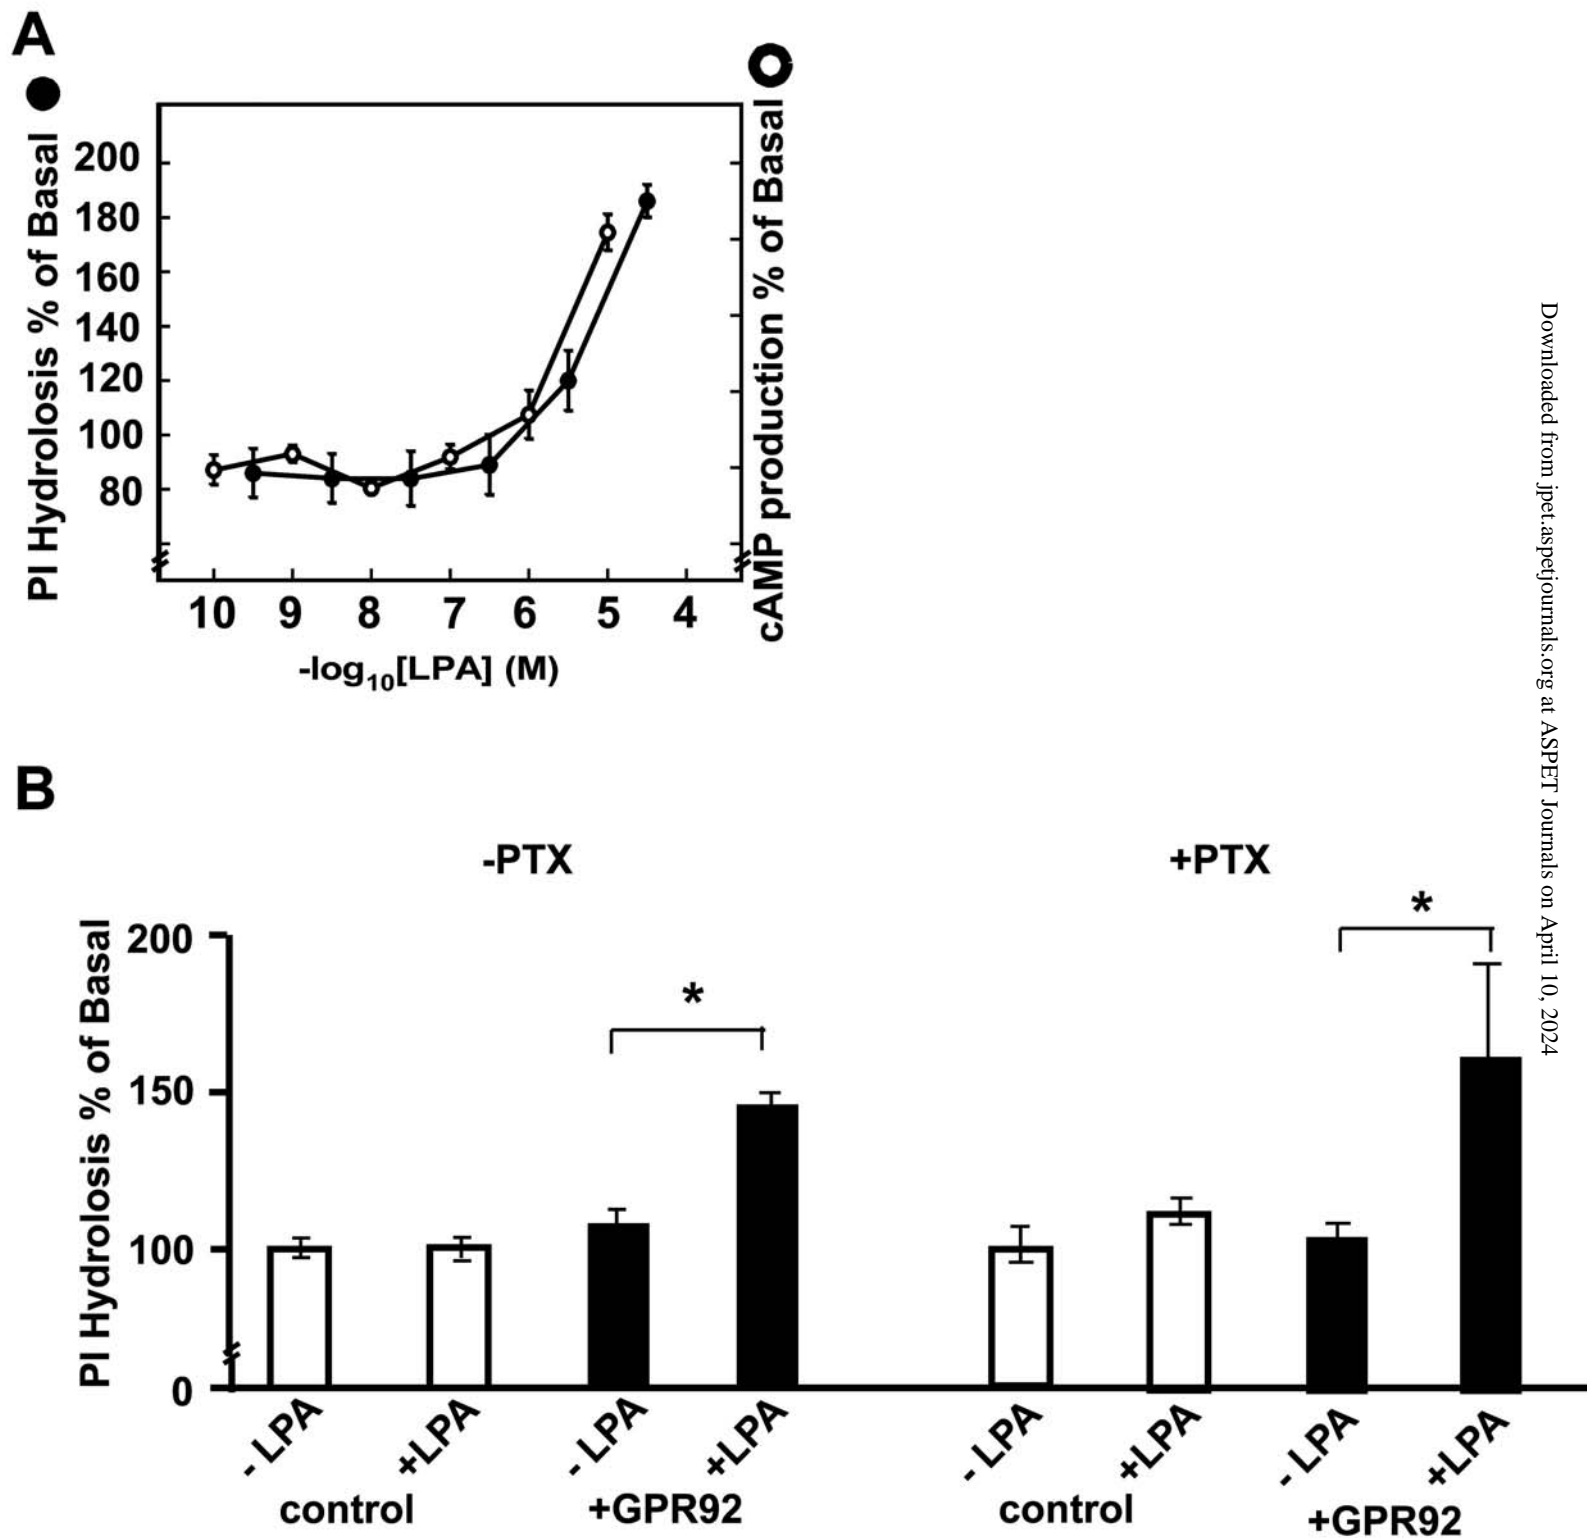 A
PI Hydrolosis % of Basal
cAMP production % of Basal
200
180
160
140
120
100
80
10 9 8 7 6 5 4
-log10[LPA] (M)
B
-PTX +PTX
PI Hydrolosis % of Basal
* *
200
150
100
0
- LPA +LPA - LPA +LPA - LPA +LPA - LPA +LPA
control +GPR92 control +GPR92
Downloaded from jpet.aspetjournals.org at ASPET Journals on April 10, 2024